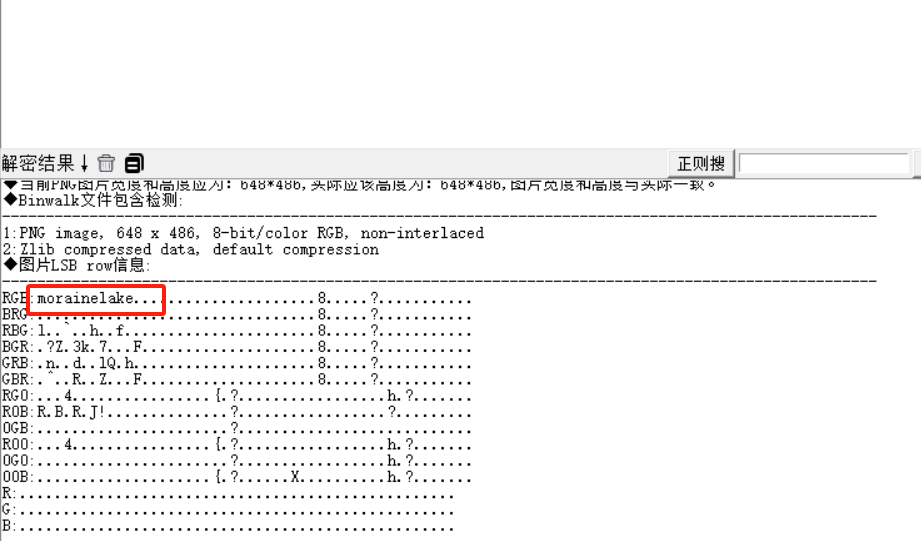 解密结果↓
正则搜
◆当前PNG图片宽度和高度应为: 648*486,实际应该高度为: 648*486,图片宽度和高度与实际一致。
◆Binwalk文件包含检测:
--------------------------------------------------------------------------------
1:PNG image, 648 x 486, 8-bit/color RGB, non-interlaced
2:Zlib compressed data, default compression
◆图片LSB row信息:
--------------------------------------------------------------------------------
RGB:morainelake.......................8.....?..........
BRG:..................................8.....?..........
RBG:l..`..h..f........................8.....?..........
BGR:.?Z.3k.7...F......................8.....?..........
GRB:.n..d..lQ.h.......................8.....?..........
GBR:.^..R..Z...F......................8.....?..........
RG0:...4................{.?................h.?.......
R0B:R.B.R.J!..............?................?.........
0GB:......................?...........................
R00:...4................{.?................h.?.......
0G0:......................?................h.?.......
00B:....................{.?......X.........h.?.......
R:................................................
G:................................................
B:................................................